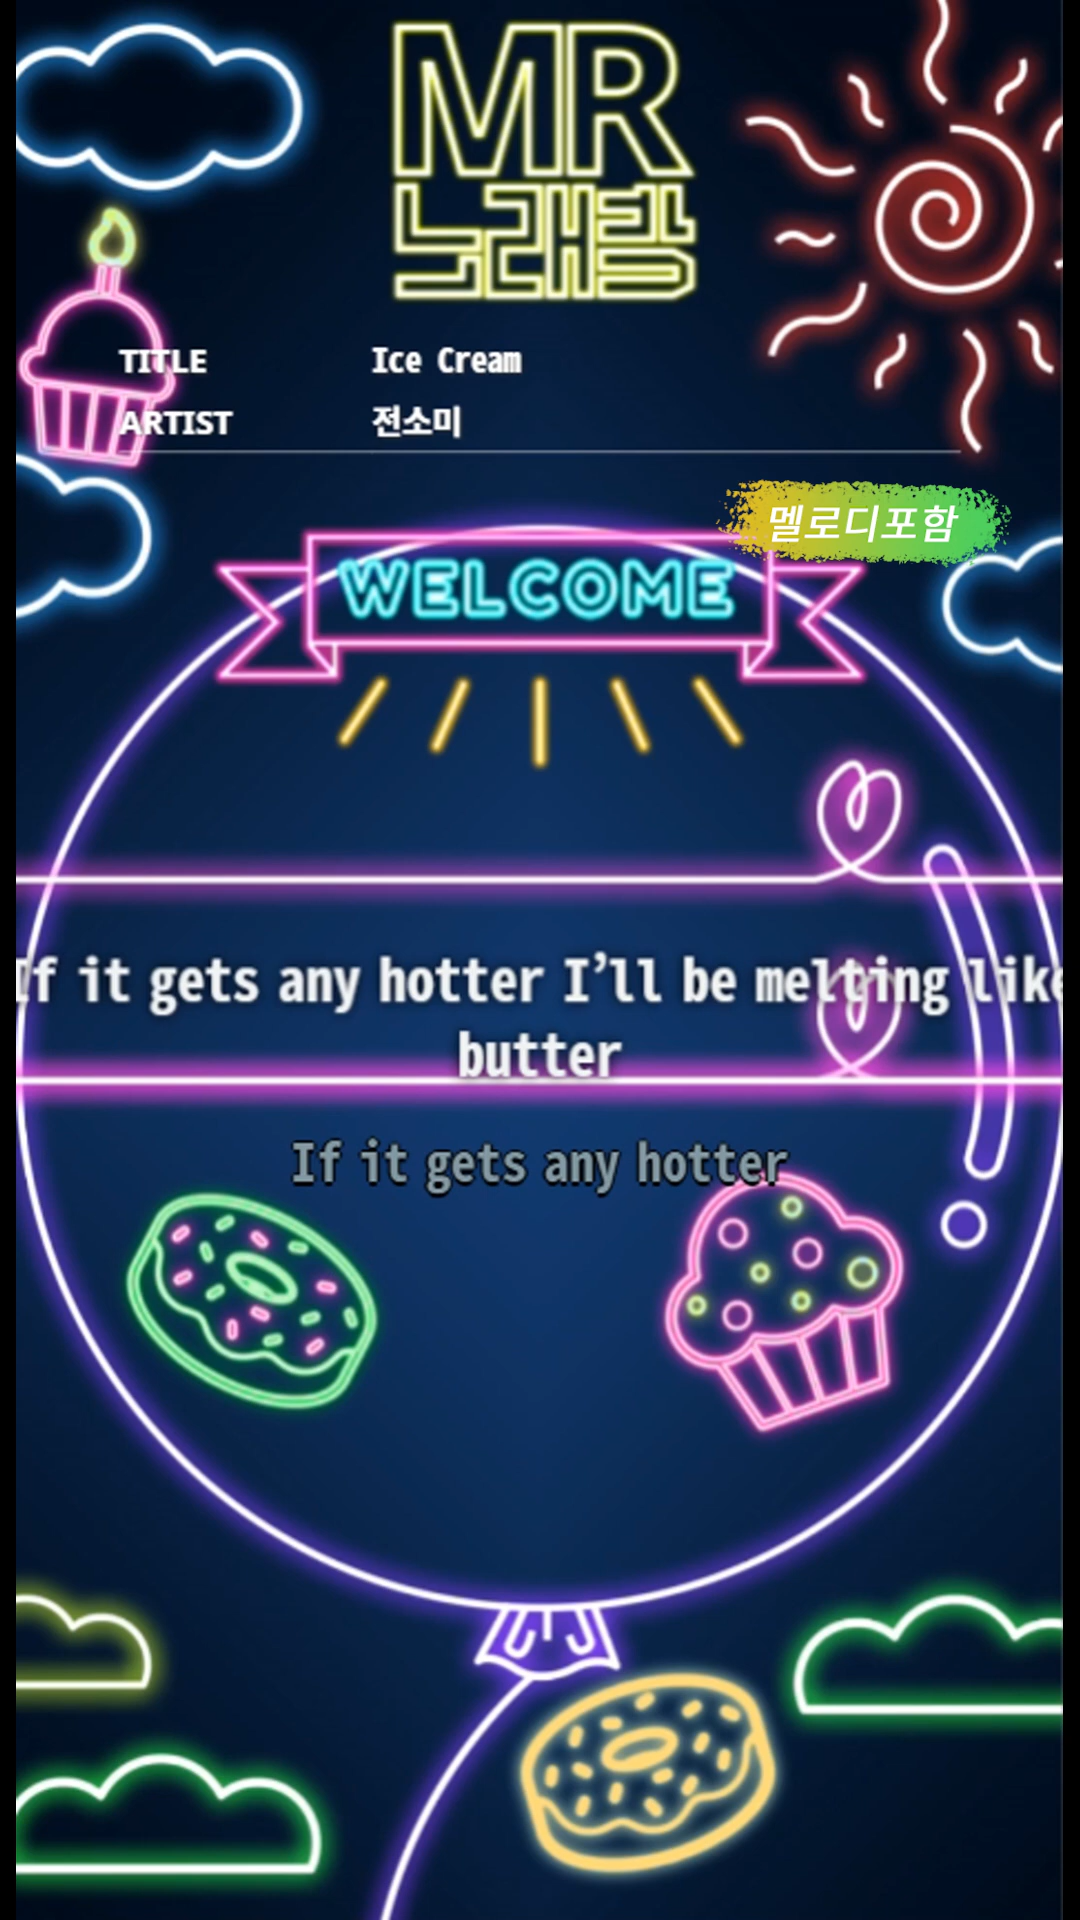 MR
노래방
TITLE Ice Cream
ARTIST 전소미
멜로디포함
WELCOME
If it gets any hotter I’ll be melting like
butter
If it gets any hotter